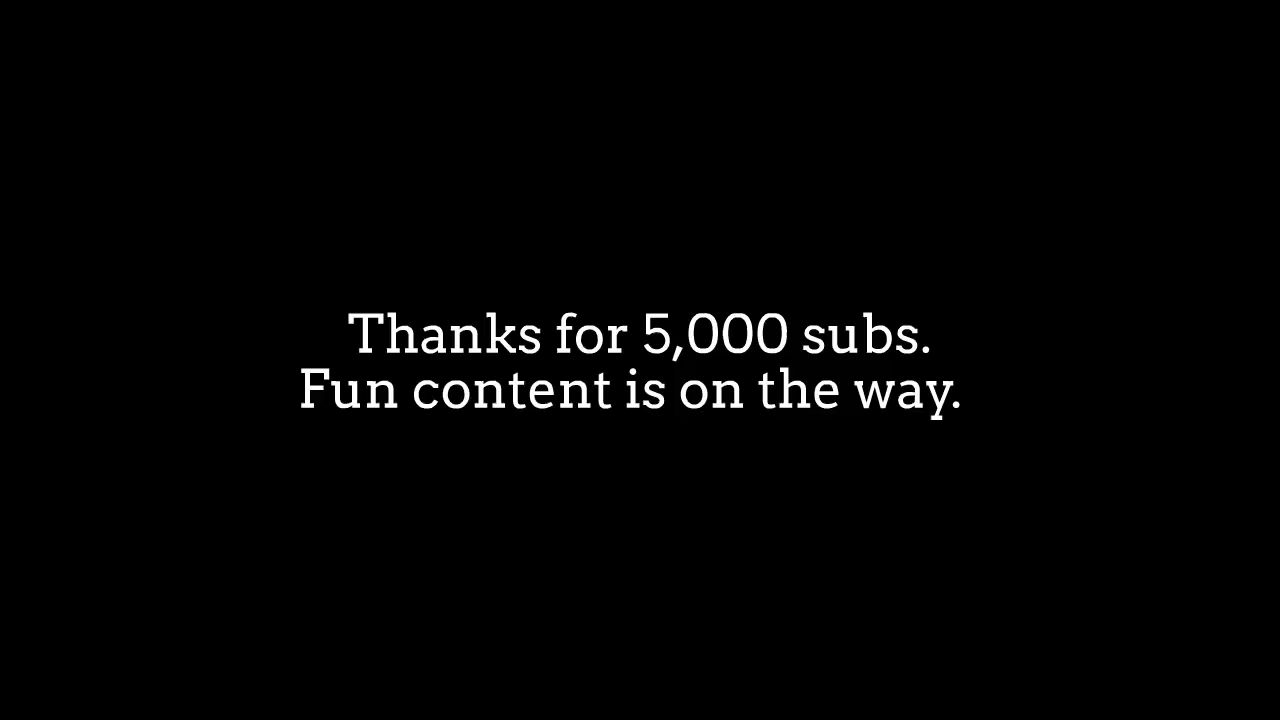 Thanks for 5,000 subs.
Fun content is on the way.